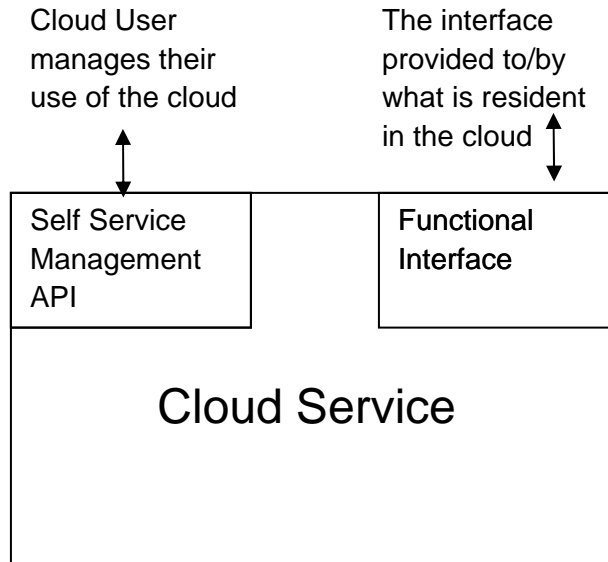 Cloud User
manages their
use of the cloud
The interface
provided to/by
what is resident
in the cloud
Self Service
Management
API
Functional
Interface
Cloud Service